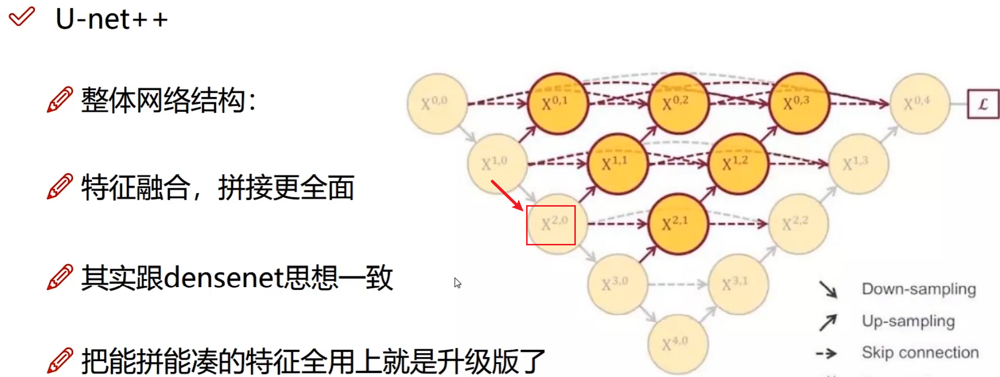 U-net++
整体网络结构：
特征融合，拼接更全面
其实跟densenet思想一致
把能拼能凑的特征全用上就是升级版了
X^0,0 X^0,1 X^0,2 X^0,3 X^0,4 ℒ
X^1,0 X^1,1 X^1,2 X^1,3
X^2,0 X^2,1 X^2,2
X^3,0 X^3,1
X^4,0
Down-sampling
Up-sampling
Skip connection